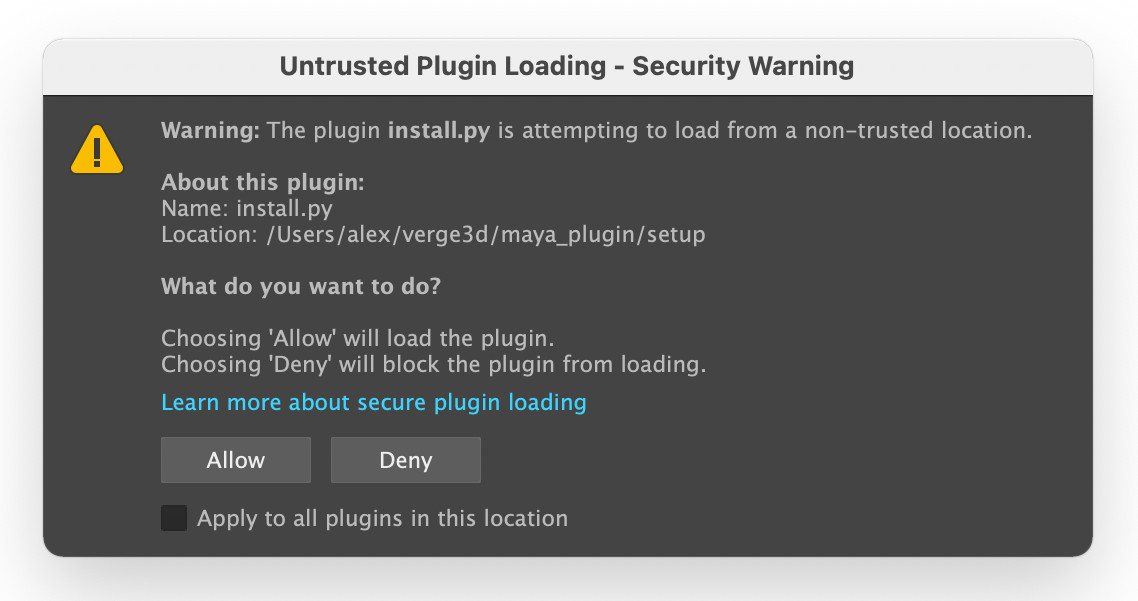 Untrusted Plugin Loading - Security Warning
Warning: The plugin install.py is attempting to load from a non-trusted location.
About this plugin:
Name: install.py
Location: /Users/alex/verge3d/maya_plugin/setup
What do you want to do?
Choosing 'Allow' will load the plugin.
Choosing 'Deny' will block the plugin from loading.
Learn more about secure plugin loading
Allow
Deny
Apply to all plugins in this location